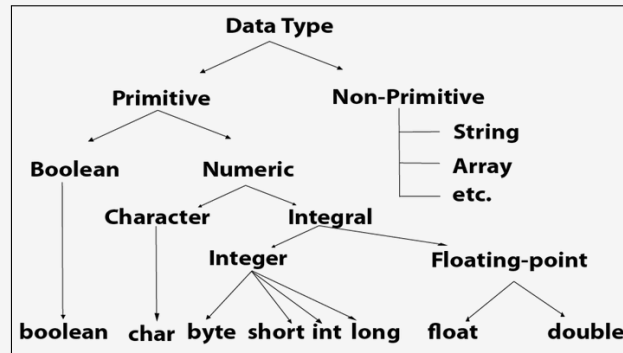 Data Type
Primitive
Non-Primitive
String
Boolean
Numeric
Array
etc.
Character
Integral
Integer
Floating-point
boolean
char
byte
short
int
long
float
double